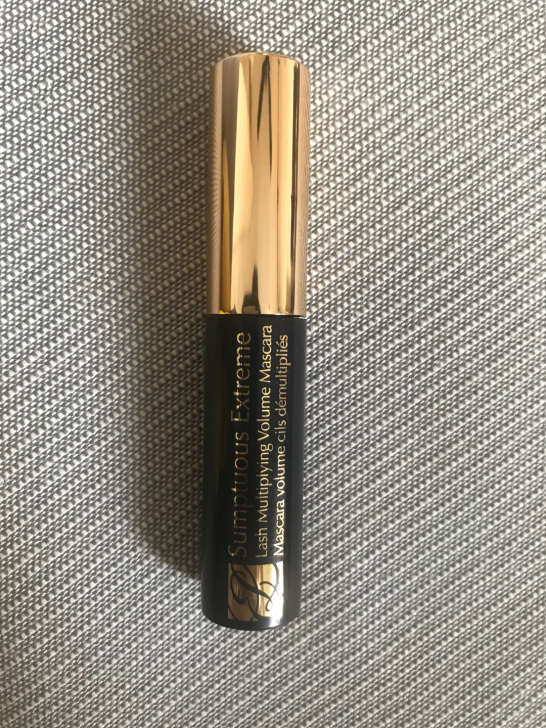 Sumptuous Extreme
Lash Multiplying Volume Mascara
Mascara volume cils démultipliés